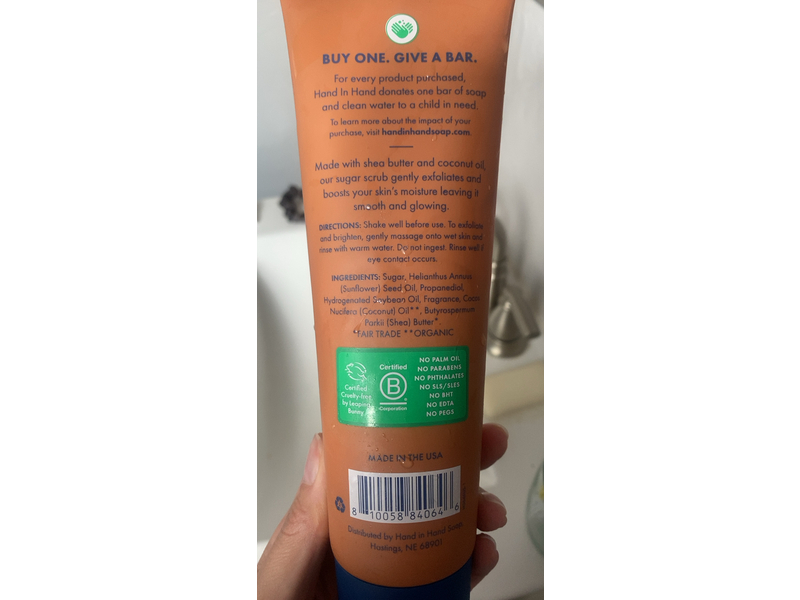 BUY ONE. GIVE A BAR.
For every product purchased,
Hand In Hand donates one bar of soap
and clean water to a child in need.
To learn more about the impact of your
purchase, visit handinhandsoap.com.
Made with shea butter and coconut oil,
our sugar scrub gently exfoliates and
boosts your skin's moisture leaving it
smooth and glowing.
DIRECTIONS: Shake well before use. To exfoliate
and brighten, gently massage onto wet skin and
rinse with warm water. Do not ingest. Rinse well if
eye contact occurs.
INGREDIENTS: Sugar, Helianthus Annuus
(Sunflower) Seed Oil, Propanediol,
Hydrogenated Soybean Oil, Fragrance, Cocos
Nucifera (Coconut) Oil**, Butyrospermum
Parkii (Shea) Butter*.
*FAIR TRADE **ORGANIC
Certified
Cruelty-free
by Leaping
Bunny
Certified
B
Corporation
NO PALM OIL
NO PARABENS
NO PHTHALATES
NO SLS/SLES
NO BHT
NO EDTA
NO PEGS
MADE IN THE USA
8 10058 84064 6
Distributed by Hand in Hand Soap
Hastings, NE 68901